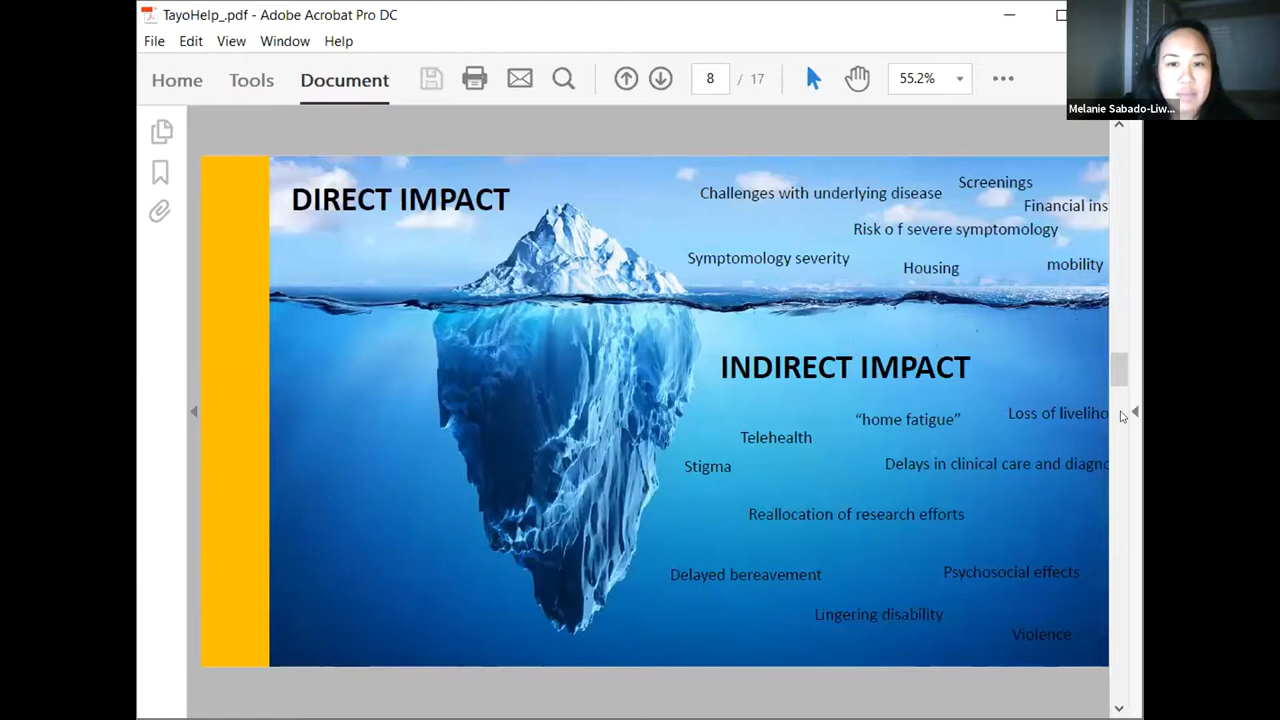 TayoHelp_.pdf - Adobe Acrobat Pro DC
File Edit View Window Help
Home Tools Document 8 / 17 55.2%
Melanie Sabado-Liw...
DIRECT IMPACT
Challenges with underlying disease
Screenings
Financial ins
Risk o f severe symptomology
Symptomology severity
Housing
mobility
INDIRECT IMPACT
“home fatigue”
Loss of liveliho
Telehealth
Stigma
Delays in clinical care and diagno
Reallocation of research efforts
Delayed bereavement
Psychosocial effects
Lingering disability
Violence